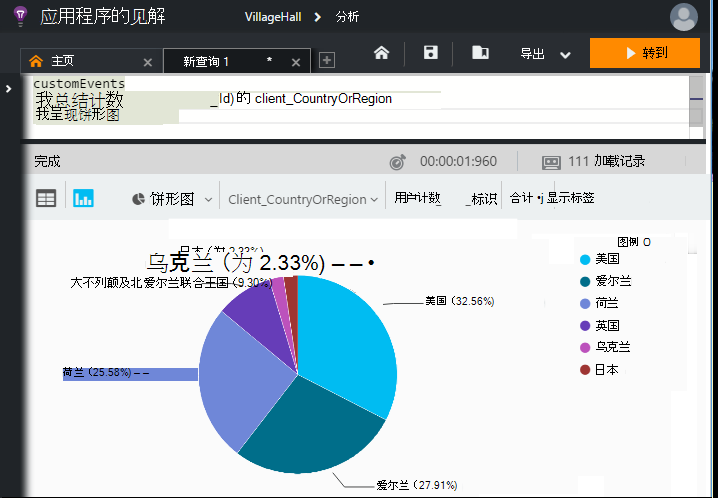 应用程序的见解
VillageHall
分析
主页
新查询 1 *
导出
转到
customEvents
我总结计数 _Id)的 client_CountryOrRegion
我呈现饼形图
完成
00:00:01:960
111 加载记录
饼形图
Client_CountryOrRegion
用户计数_
_标识
合计 •j 显示标签
日本（为 2.33%）
乌克兰（为 2.33%) – – •
大不列颠及北爱尔兰联合王国 (9.30%)
美国（32.56%)
荷兰（25.58%) – –
爱尔兰（27.91%)
图例 O
美国
爱尔兰
荷兰
英国
乌克兰
日本